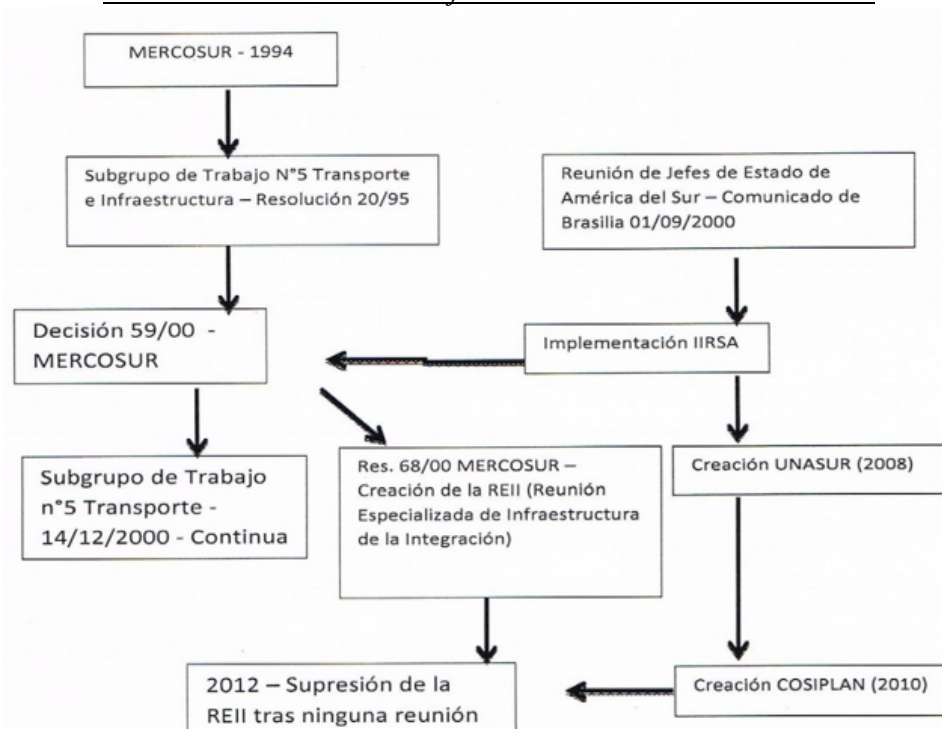 MERCOSUR - 1994
Subgrupo de Trabajo N°5 Transporte
e Infraestructura – Resolución 20/95
Reunión de Jefes de Estado de
América del Sur – Comunicado de
Brasilia 01/09/2000
Decisión 59/00 -
MERCOSUR
Implementación IIRSA
Subgrupo de Trabajo
n°5 Transporte -
14/12/2000 - Continua
Res. 68/00 MERCOSUR –
Creación de la REII (Reunión
Especializada de Infraestructura
de la Integración)
Creación UNASUR (2008)
2012 – Supresión de la
REII tras ninguna reunión
Creación COSIPLAN (2010)